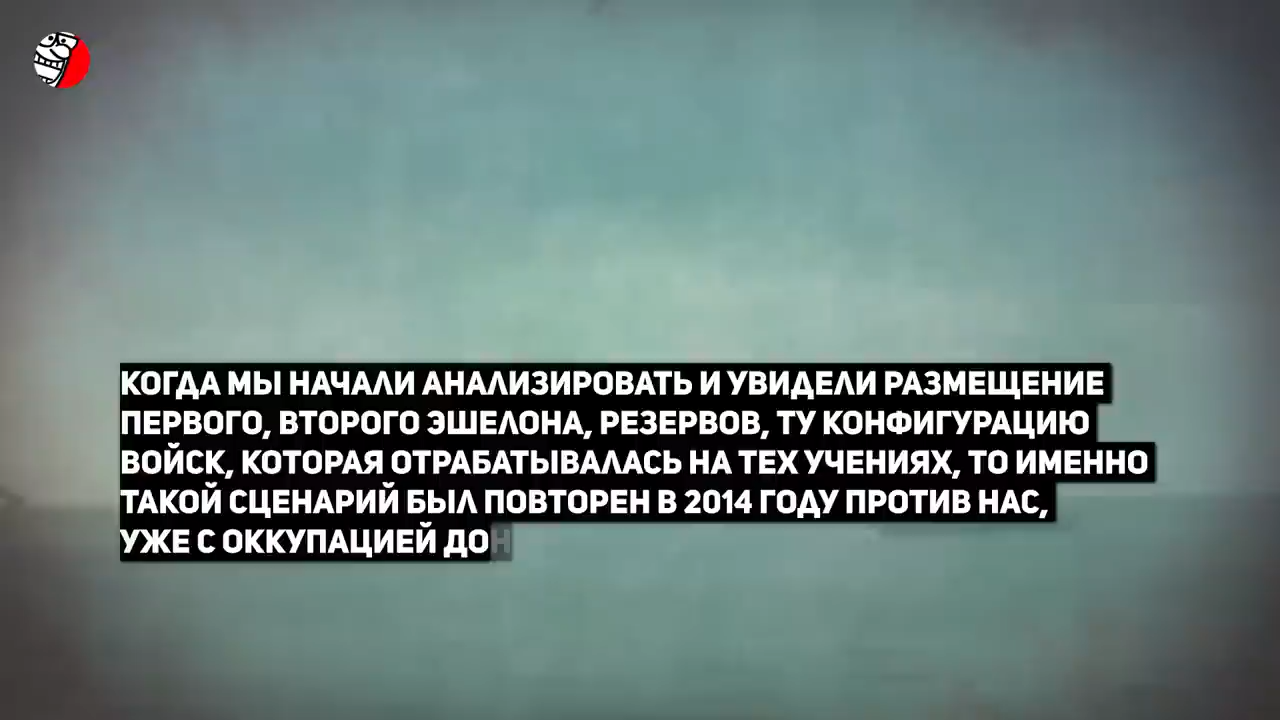 КОГДА МЫ НАЧАЛИ АНАЛИЗИРОВАТЬ И УВИДЕЛИ РАЗМЕЩЕНИЕ
ПЕРВОГО, ВТОРОГО ЭШЕЛОНА, РЕЗЕРВОВ, ТУ КОНФИГУРАЦИЮ
ВОЙСК, КОТОРАЯ ОТРАБАТЫВАЛАСЬ НА ТЕХ УЧЕНИЯХ, ТО ИМЕННО
ТАКОЙ СЦЕНАРИЙ БЫЛ ПОВТОРЕН В 2014 ГОДУ ПРОТИВ НАС,
УЖЕ С ОККУПАЦИЕЙ ДОН